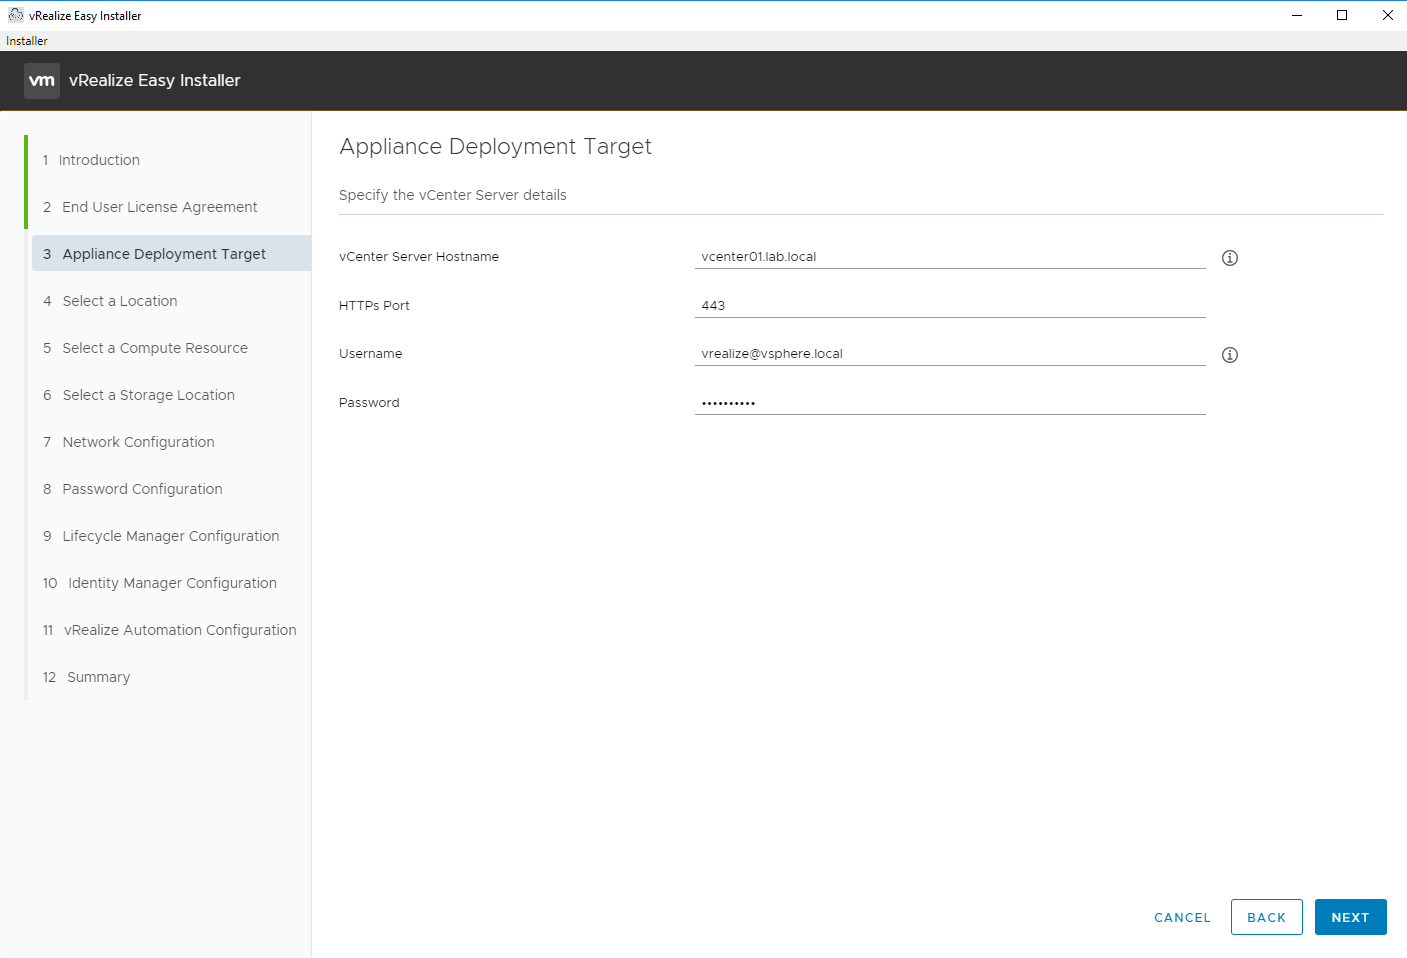 vRealize Easy Installer
Installer
vm vRealize Easy Installer
1 Introduction
2 End User License Agreement
3 Appliance Deployment Target
4 Select a Location
5 Select a Compute Resource
6 Select a Storage Location
7 Network Configuration
8 Password Configuration
9 Lifecycle Manager Configuration
10 Identity Manager Configuration
11 vRealize Automation Configuration
12 Summary
Appliance Deployment Target
Specify the vCenter Server details
vCenter Server Hostname vcenter01.lab.local
HTTPs Port 443
Username vrealize@vsphere.local
Password ••••••••••
CANCEL BACK NEXT